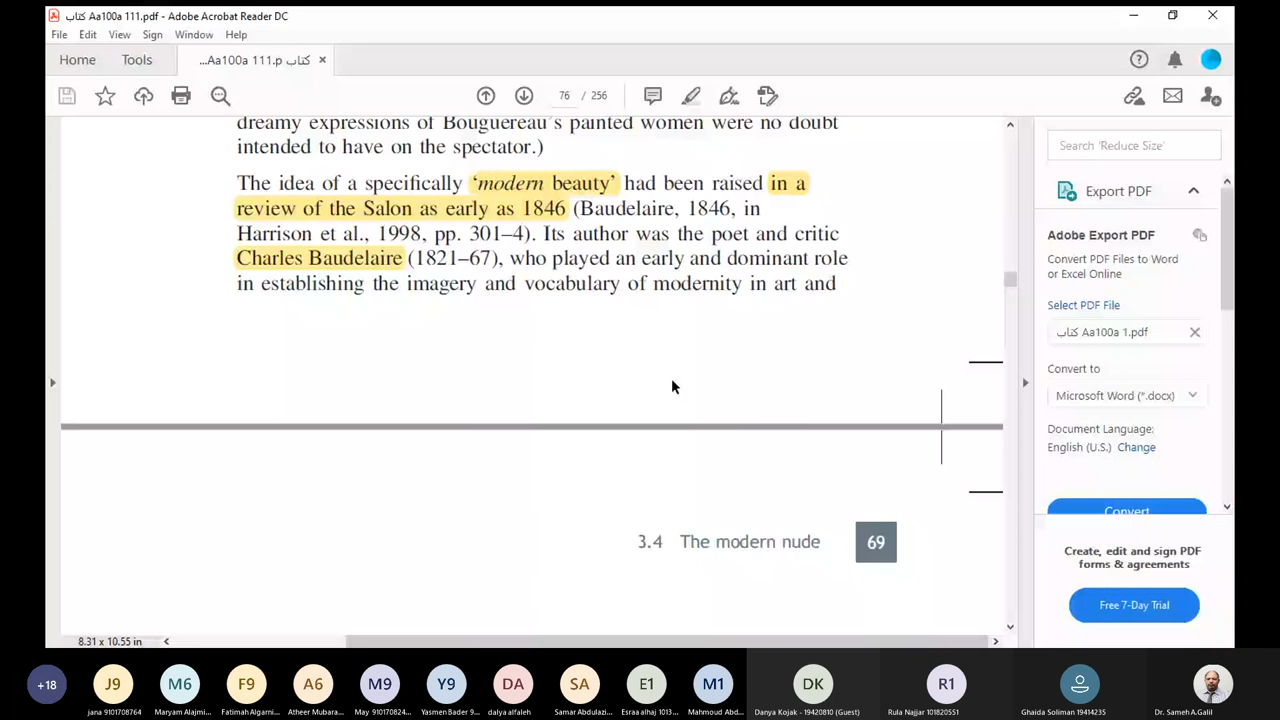 كتاب Aa100a 111.pdf - Adobe Acrobat Reader DC
File Edit View Sign Window Help
Home Tools ...Aa100a 111.p كتاب ×
76 / 256
dreamy expressions of Bouguereau's painted women were no doubt
intended to have on the spectator.)
The idea of a specifically 'modern beauty' had been raised in a
review of the Salon as early as 1846 (Baudelaire, 1846, in
Harrison et al., 1998, pp. 301–4). Its author was the poet and critic
Charles Baudelaire (1821–67), who played an early and dominant role
in establishing the imagery and vocabulary of modernity in art and
3.4 The modern nude 69
8.31 x 10.55 in
Search 'Reduce Size'
Export PDF
Adobe Export PDF
Convert PDF Files to Word
or Excel Online
Select PDF File
كتاب Aa100a 1.pdf
Convert to
Microsoft Word (*.docx)
Document Language:
English (U.S.) Change
Convert
Create, edit and sign PDF
forms & agreements
Free 7-Day Trial
+18 J9 M6 F9 A6 M9 Y9 DA SA E1 M1 DK R1
jana 9101708764 Maryam Alajmi... Fatimah Algarni... Atheer Mubara... May 910170824... Yasmen Bader 9... dalya alfaleh Samar Abdulazi... Esraa alhaj 1013... Mahmoud Abd... Danya Kojak - 19420810 (Guest) Rula Najjar 101820551 Ghaida Soliman 19414235 Dr. Sameh A.Galil